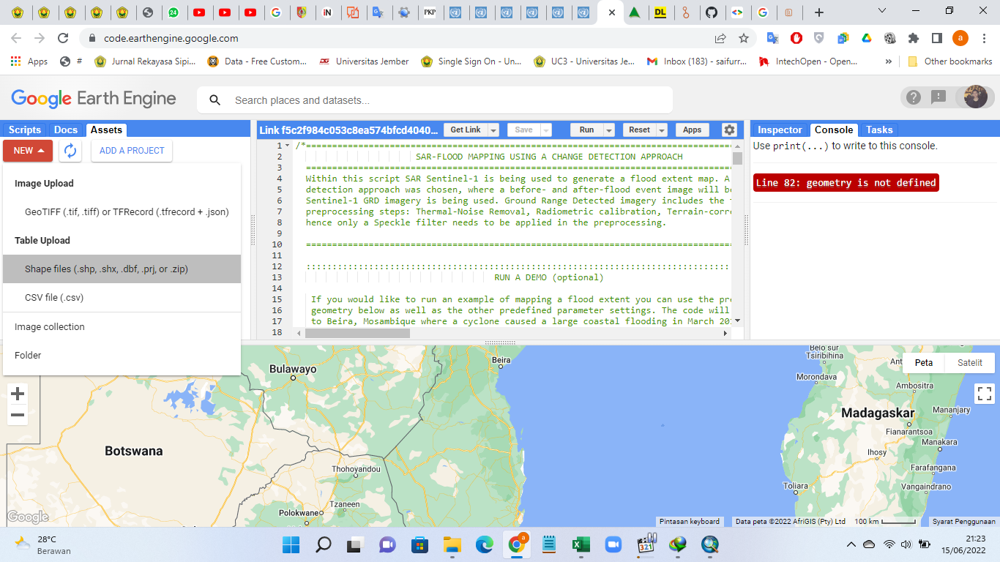 24
iN
PKP
DL
code.earthengine.google.com
a
Apps
#
Jurnal Rekayasa Sipi...
Data - Free Custom...
Universitas Jember
Single Sign On - Un...
UC3 - Universitas Je...
Inbox (183) - saifurr...
IntechOpen - Open...
»
Other bookmarks
Google Earth Engine
Search places and datasets...
Scripts
Docs
Assets
NEW
ADD A PROJECT
Image Upload
GeoTIFF (.tif, .tiff) or TFRecord (.tfrecord + .json)
Table Upload
Shape files (.shp, .shx, .dbf, .prj, or .zip)
CSV file (.csv)
Image collection
Folder
Link f5c2f984c053c8ea574bfcd4040...
Get Link
Save
Run
Reset
Apps
1 /*===============================================================================
2 SAR-FLOOD MAPPING USING A CHANGE DETECTION APPROACH
3 ===============================================================================
4 Within this script SAR Sentinel-1 is being used to generate a flood extent map. A
5 detection approach was chosen, where a before- and after-flood event image will be
6 Sentinel-1 GRD imagery is being used. Ground Range Detected imagery includes the
7 preprocessing steps: Thermal-Noise Removal, Radiometric calibration, Terrain-corr
8 hence only a Speckle filter needs to be applied in the preprocessing.
9
10 ===============================================================================
11
12 :::::::::::::::::::::::::::::::::::::::::::::::::::::::::::::::::::::::::::::::
13 RUN A DEMO (optional)
14
15 If you would like to run an example of mapping a flood extent you can use the pre
16 geometry below as well as the other predefined parameter settings. The code will
17 to Beira, Mosambique where a cyclone caused a large coastal flooding in March 201
18
Inspector
Console
Tasks
Use print(...) to write to this console.
Line 82: geometry is not defined
Bulawayo
Beira
Belo sur
Tsiribihina
Ant
Peta
Satelit
Morondava
Ambositra
Madagaskar
Mananjary
Fianarantsoa
Manakara
Botswana
Ihosy
Thohoyandou
Farafangana
Toliara
Vangaindrano
Tzaneen
Polokwane
Google
Pintasan keyboard
Data peta ©2022 AfriGIS (Pty) Ltd
100 km
Syarat Penggunaan
28°C
Berawan
a
321
21:23
15/06/2022